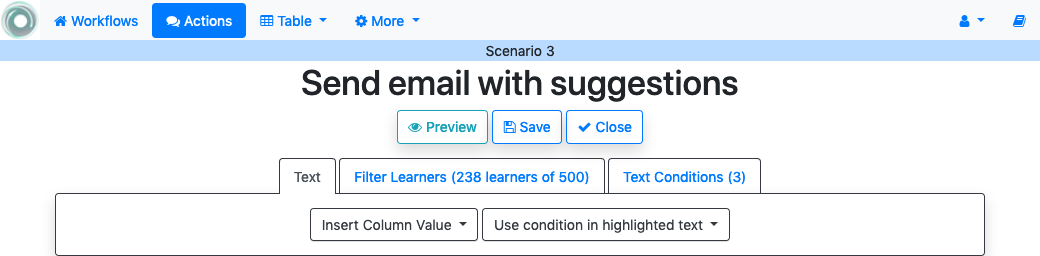 Workflows Actions Table More
Scenario 3
Send email with suggestions
Preview Save Close
Text Filter Learners (238 learners of 500) Text Conditions (3)
Insert Column Value Use condition in highlighted text